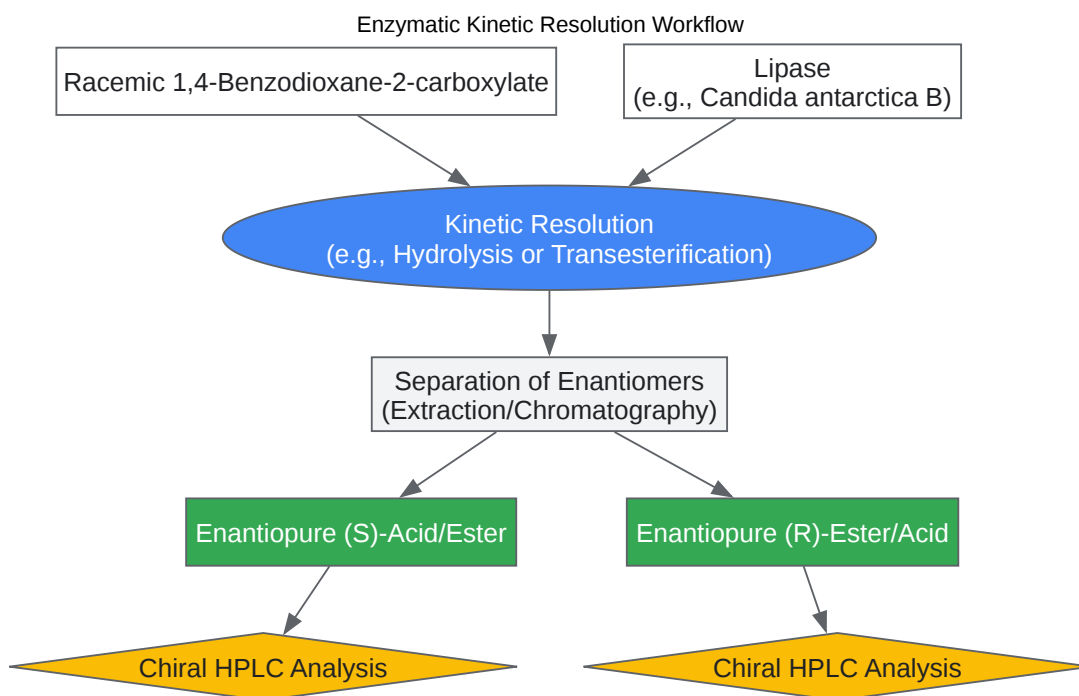 Enzymatic Kinetic Resolution Workflow
Racemic 1,4-Benzodioxane-2-carboxylate
Lipase
(e.g., Candida antarctica B)
Kinetic Resolution
(e.g., Hydrolysis or Transesterification)
Separation of Enantiomers
(Extraction/Chromatography)
Enantiopure (S)-Acid/Ester
Enantiopure (R)-Ester/Acid
Chiral HPLC Analysis
Chiral HPLC Analysis